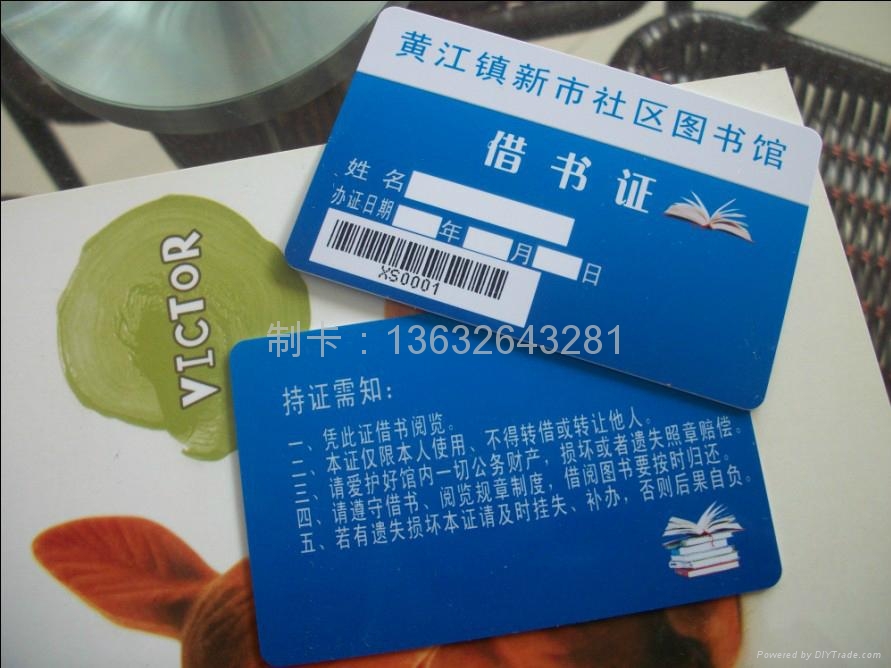 黄江镇新市社区图书馆
借书证
姓 名
办证日期 年 月 日
XS0001
VICTOR
制卡：13632643281
持证需知：
一、凭此证借书阅览。
二、本证仅限本人使用、不得转借或转让他人。
三、请爱护好馆内一切公务财产，损坏或者遗失照章赔偿。
四、请遵守借书、阅览规章制度，借阅图书要按时归还。
五、若有遗失损坏本证请及时挂失、补办，否则后果自负。
Powered by DIYTrade.com